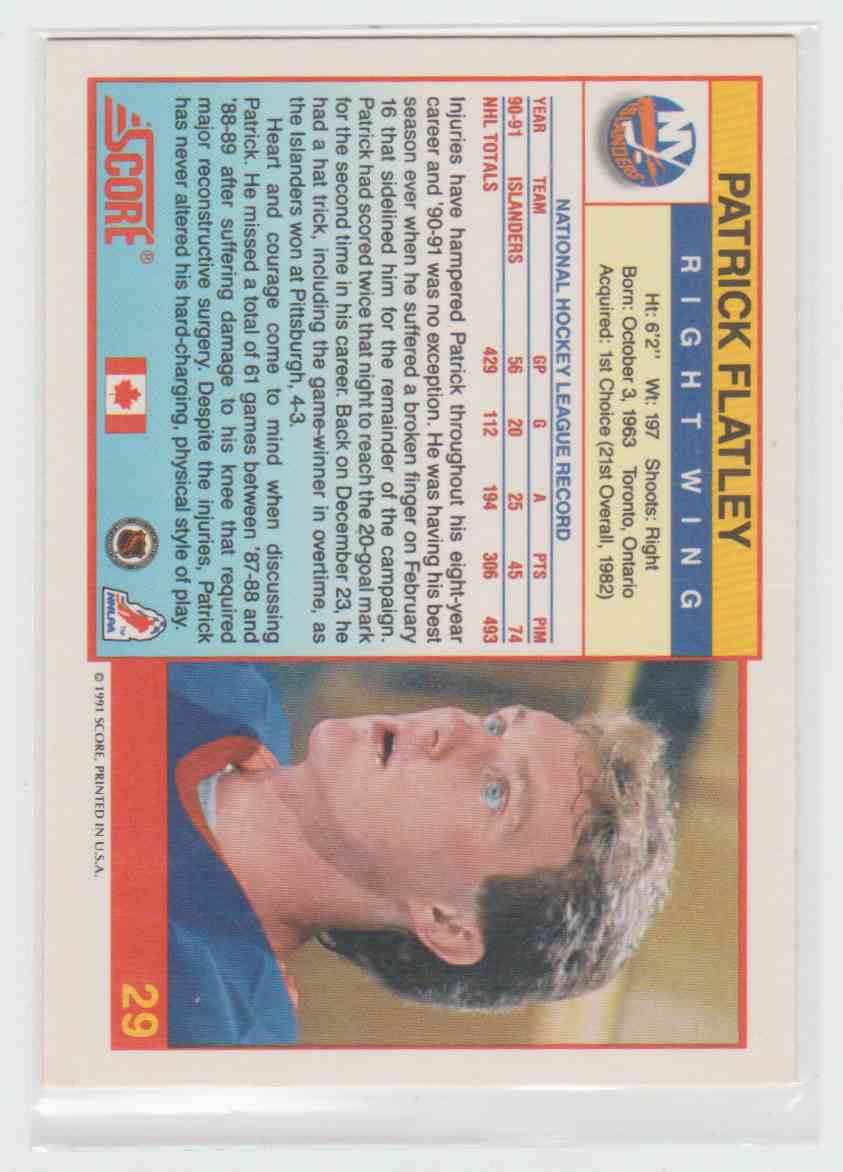 PATRICK FLATLEY
RIGHT WING
NY
ISLANDERS
Ht: 6'2" Wt: 197 Shoots: Right
Born: October 3, 1963 Toronto, Ontario
Acquired: 1st Choice (21st Overall, 1982)
NATIONAL HOCKEY LEAGUE RECORD
YEAR TEAM GP G A PTS PIM
90-91 ISLANDERS 56 20 25 45 74
NHL TOTALS 429 112 194 306 493
Injuries have hampered Patrick throughout his eight-year
career and '90-91 was no exception. He was having his best
season ever when he suffered a broken finger on February
16 that sidelined him for the remainder of the campaign.
Patrick had scored twice that night to reach the 20-goal mark
for the second time in his career. Back on December 23, he
had a hat trick, including the game-winner in overtime, as
the Islanders won at Pittsburgh, 4-3.
Heart and courage come to mind when discussing
Patrick. He missed a total of 61 games between '87-88 and
'88-89 after suffering damage to his knee that required
major reconstructive surgery. Despite the injuries, Patrick
has never altered his hard-charging, physical style of play.
SCORE®
NHLPA
TM
© 1991 SCORE, PRINTED IN U.S.A.
29